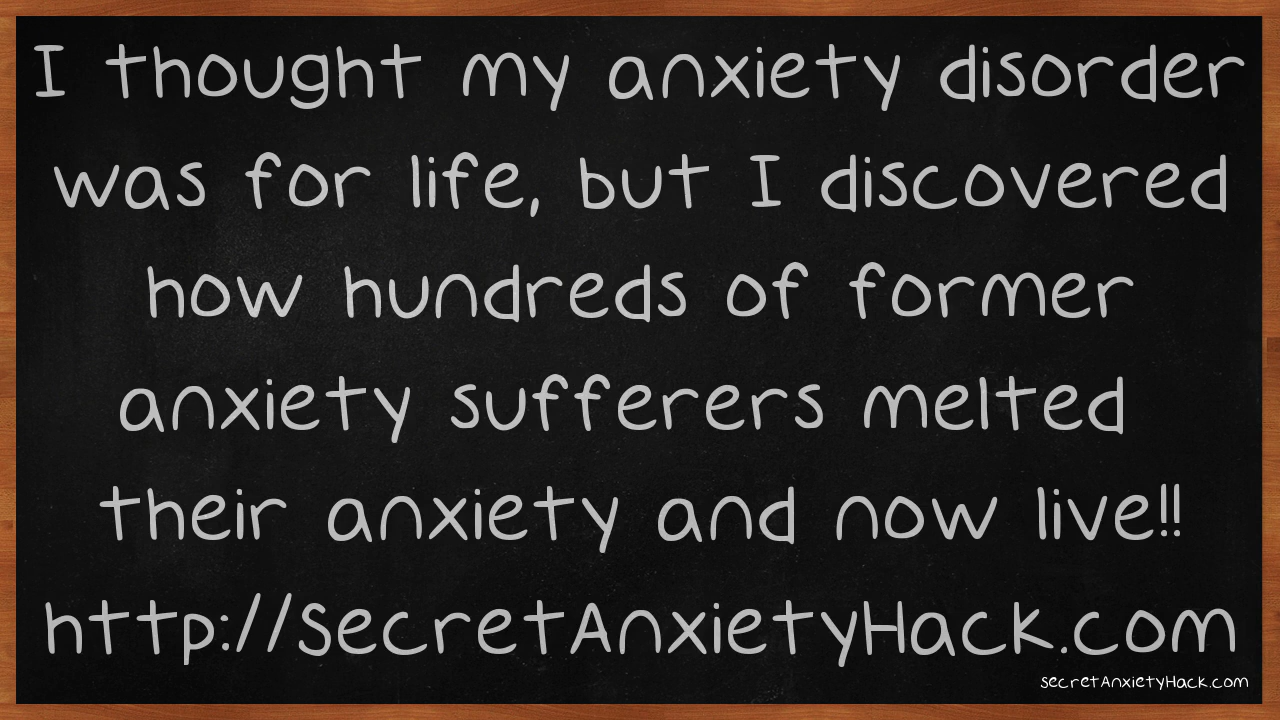 I thought my anxiety disorder
was for life, but I discovered
how hundreds of former
anxiety sufferers melted
their anxiety and now live!!
http://SecretAnxietyHack.com
secretAnxietyHack.com